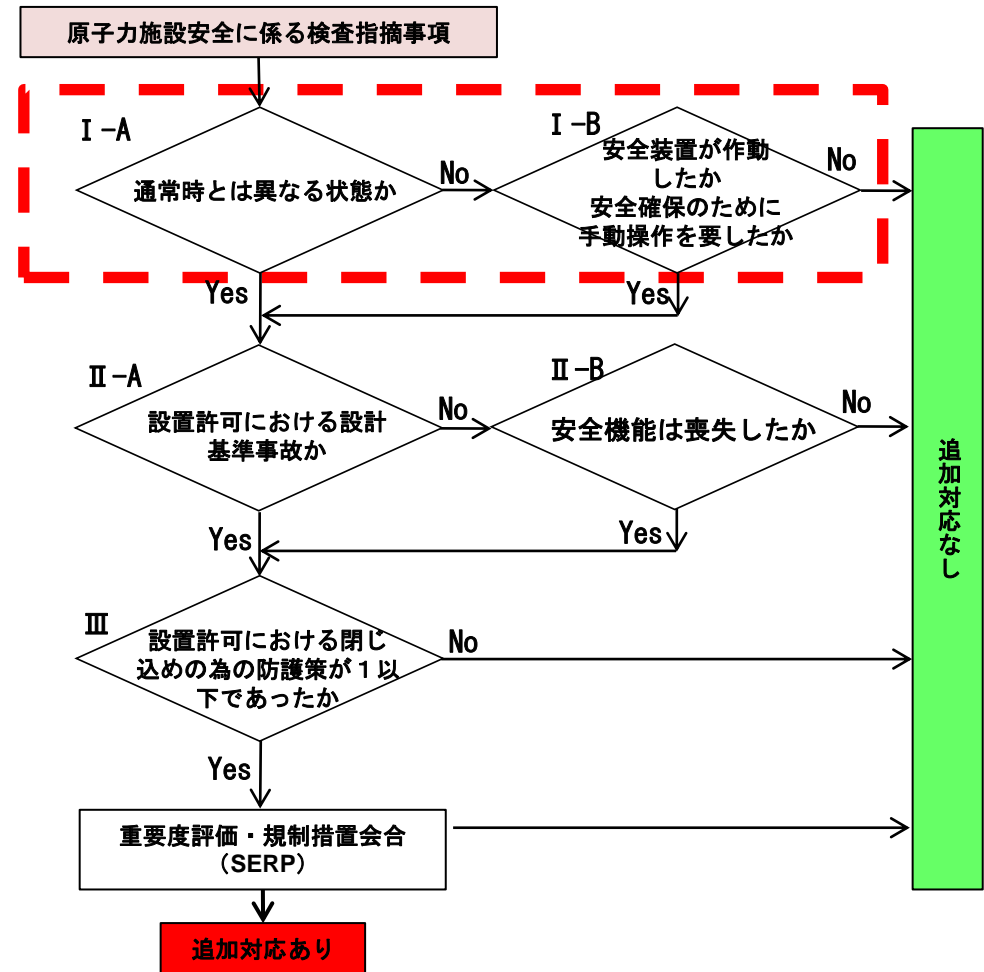 原子力施設安全に係る検査指摘事項
Ⅰ-A
通常時とは異なる状態か
No
Ⅰ-B
安全装置が作動
したか
安全確保のために
手動操作を要したか
No
Yes
Yes
Ⅱ-A
設置許可における設計
基準事故か
No
Ⅱ-B
安全機能は喪失したか
No
Yes
Yes
Ⅲ
設置許可における閉じ
込めの為の防護策が１以
下であったか
No
Yes
重要度評価・規制措置会合
（SERP）
追加対応あり
追加対応なし